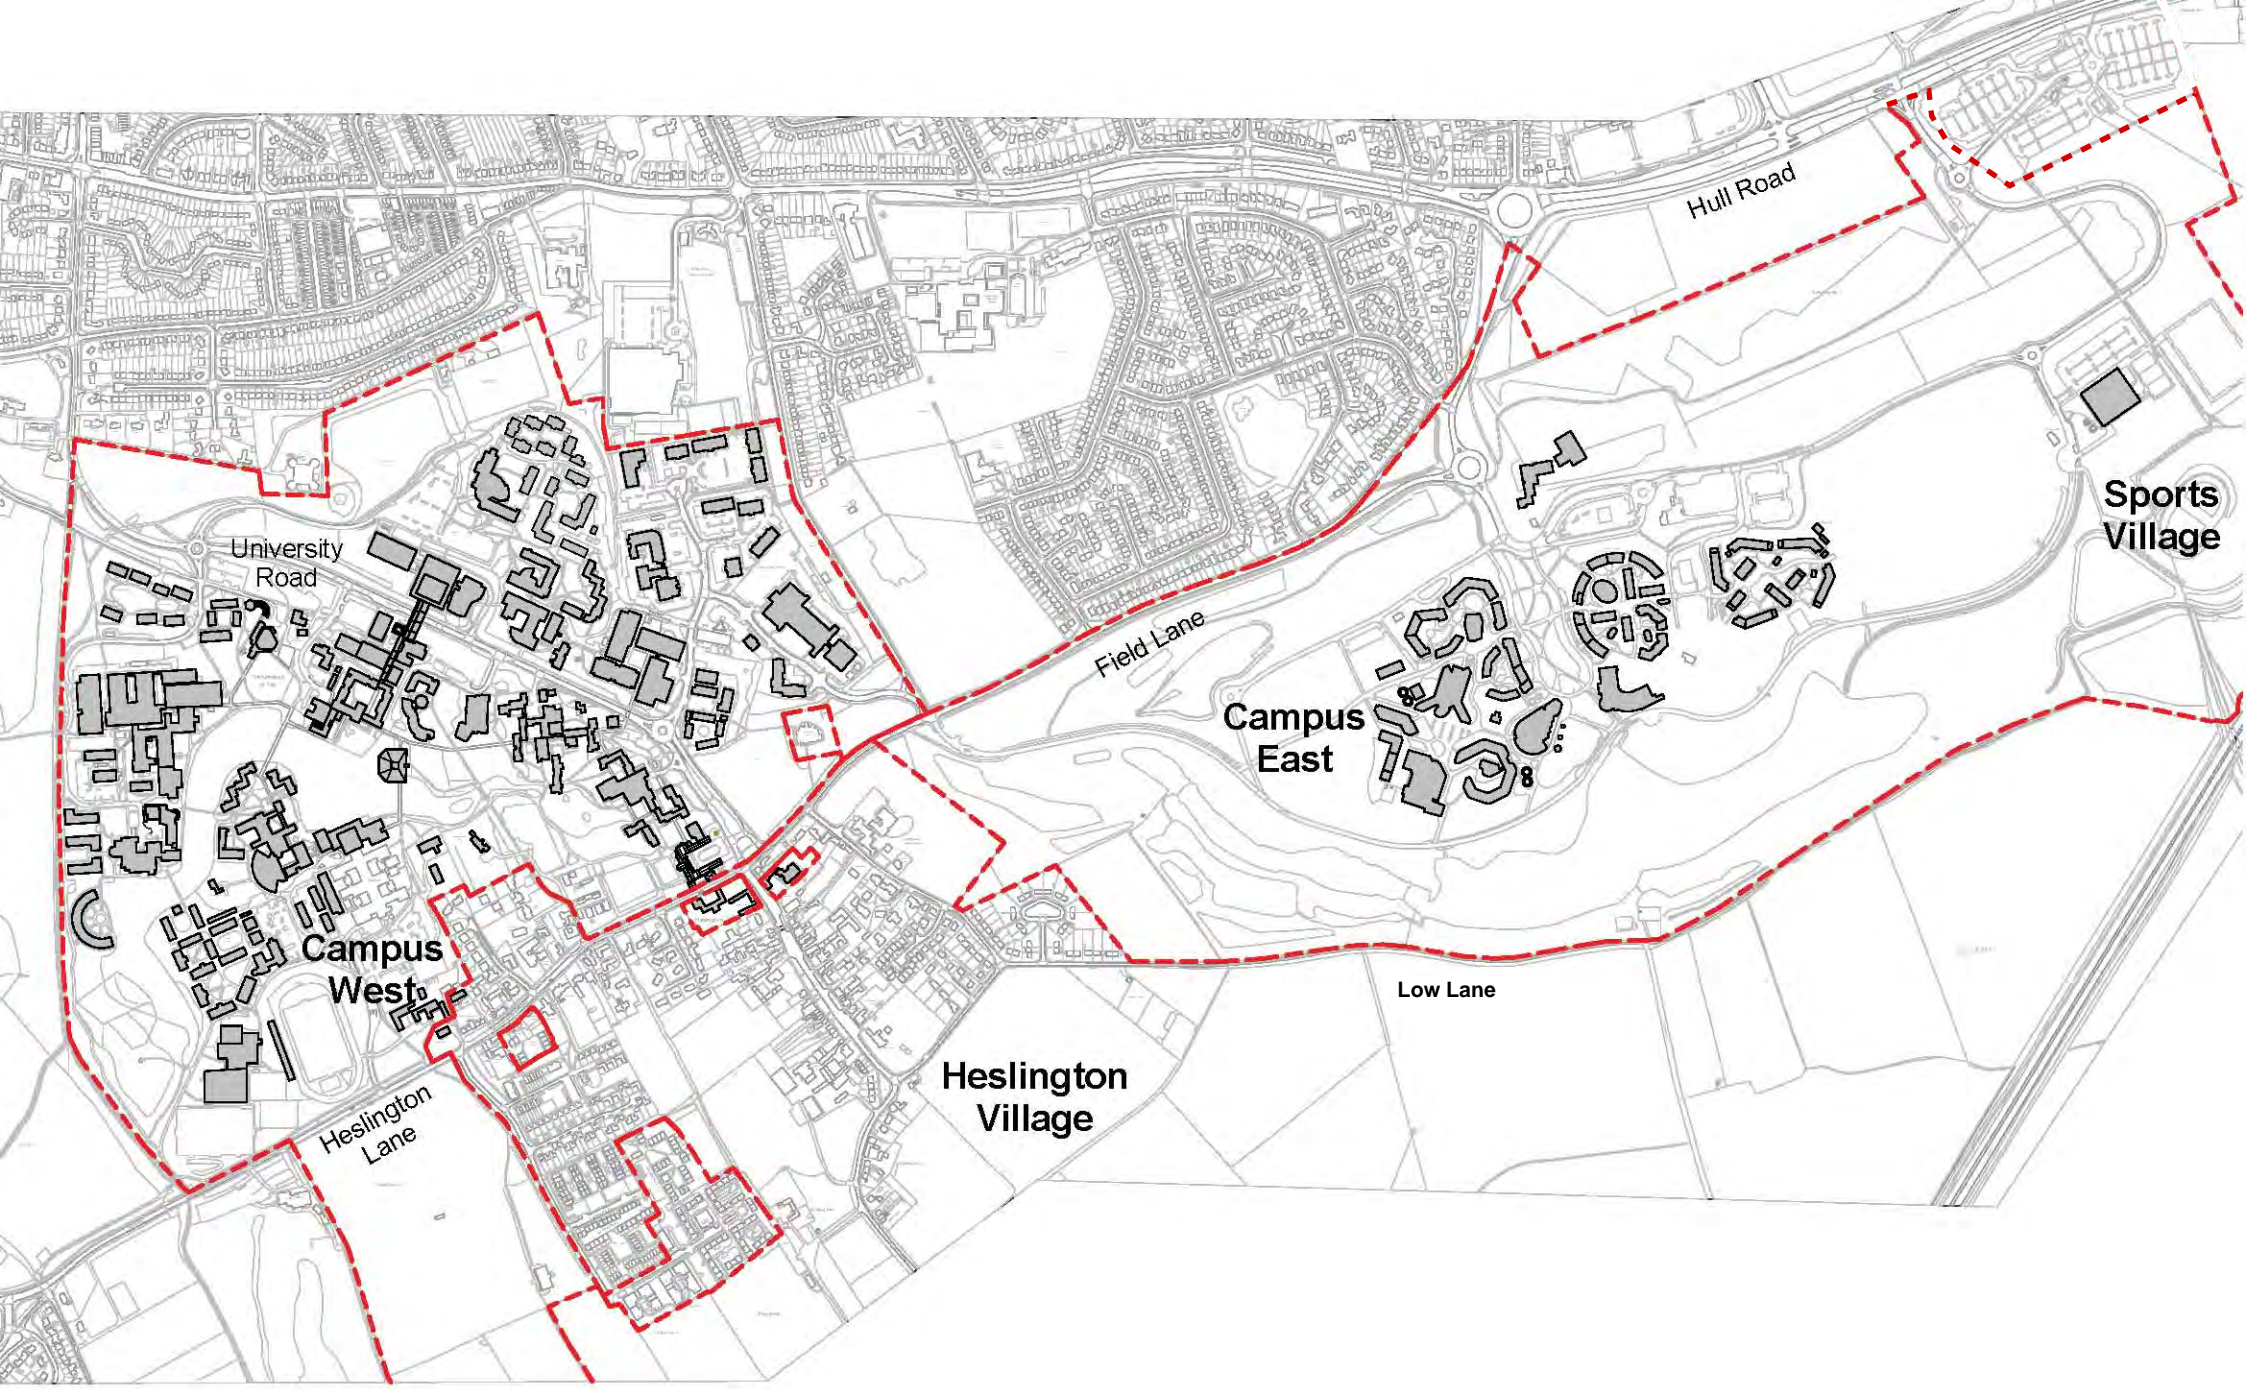 Hull Road
Sports
Village
University
Road
Field Lane
Campus
East
Campus
West
Low Lane
Heslington
Village
Heslington
Lane